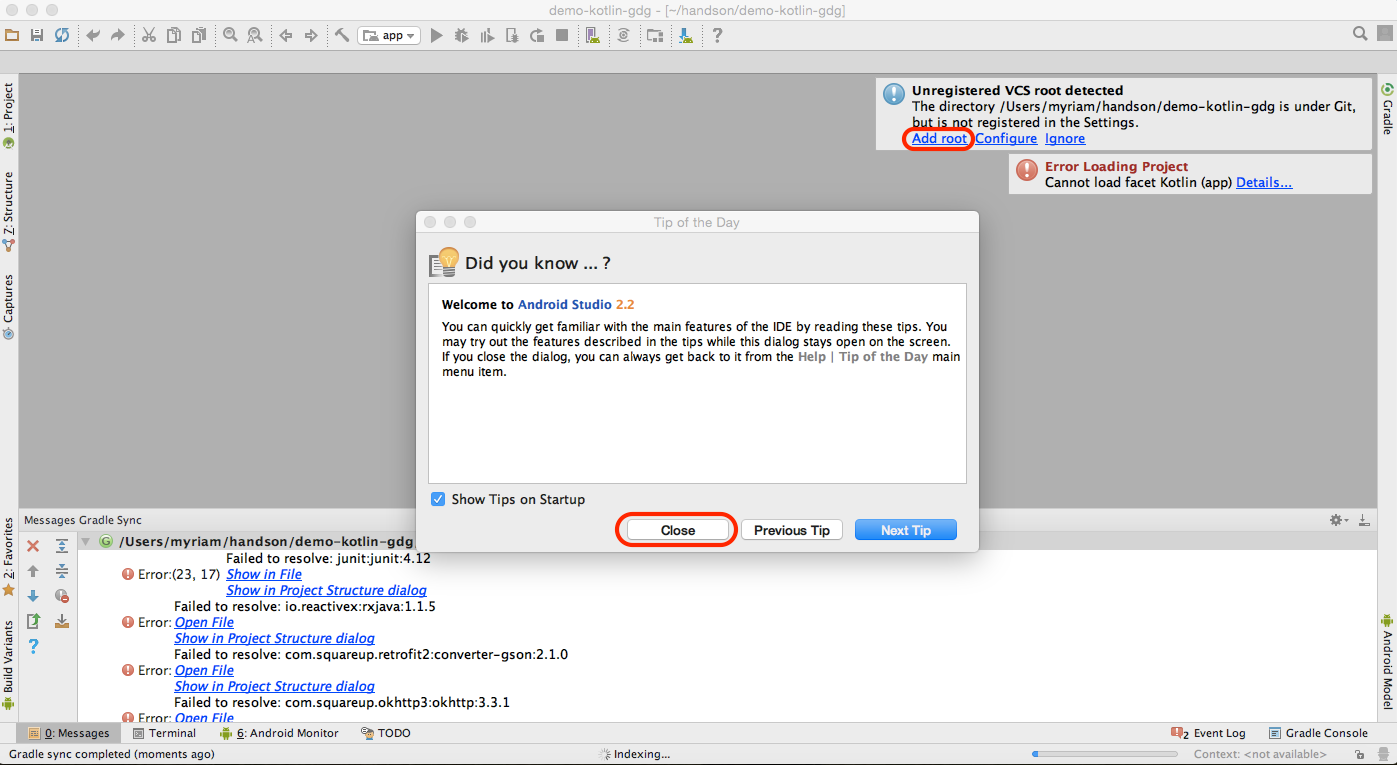 demo-kotlin-gdg - [~/handson/demo-kotlin-gdg]
app
1: Project
Z: Structure
Captures
2: Favorites
Build Variants
Gradle
Android Model
Unregistered VCS root detected
The directory /Users/myriam/handson/demo-kotlin-gdg is under Git,
but is not registered in the Settings.
Add root Configure Ignore
Error Loading Project
Cannot load facet Kotlin (app) Details...
Tip of the Day
Did you know ... ?
Welcome to Android Studio 2.2
You can quickly get familiar with the main features of the IDE by reading these tips. You
may try out the features described in the tips while this dialog stays open on the screen.
If you close the dialog, you can always get back to it from the Help | Tip of the Day main
menu item.
Show Tips on Startup
Close Previous Tip Next Tip
Messages Gradle Sync
/Users/myriam/handson/demo-kotlin-gdg
Failed to resolve: junit:junit:4.12
Error:(23, 17) Show in File
Show in Project Structure dialog
Failed to resolve: io.reactivex:rxjava:1.1.5
Error: Open File
Show in Project Structure dialog
Failed to resolve: com.squareup.retrofit2:converter-gson:2.1.0
Error: Open File
Show in Project Structure dialog
Failed to resolve: com.squareup.okhttp3:okhttp:3.3.1
Error: Open File
0: Messages Terminal 6: Android Monitor TODO 2 Event Log Gradle Console
Gradle sync completed (moments ago) Indexing... Context: <not available>